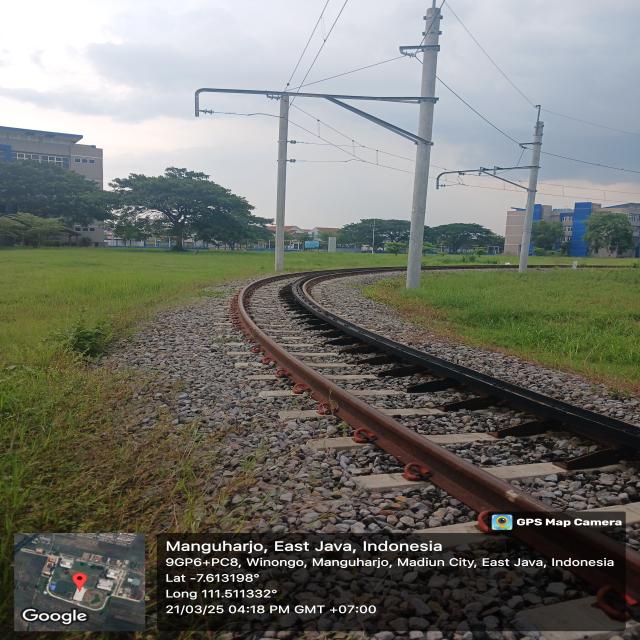 GPS Map Camera
Manguharjo, East Java, Indonesia
9GP6+PC8, Winongo, Manguharjo, Madiun City, East Java, Indonesia
Lat -7.613198°
Long 111.511332°
21/03/25 04:18 PM GMT +07:00
Google